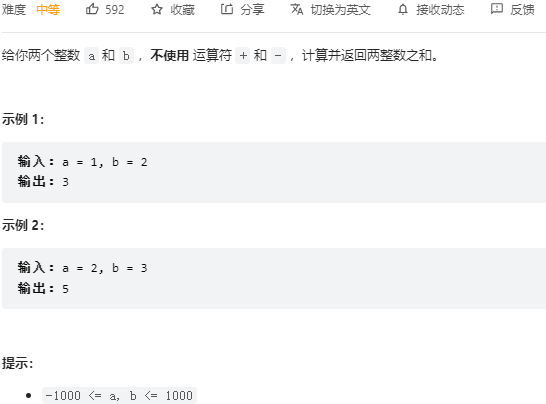 难度 中等 592 收藏 分享 切换为英文 接收动态 反馈
给你两个整数 a 和 b ，不使用 运算符 + 和 - ，计算并返回两整数之和。
示例 1：
输入：a = 1, b = 2
输出：3
示例 2：
输入：a = 2, b = 3
输出：5
提示：
-1000 <= a, b <= 1000